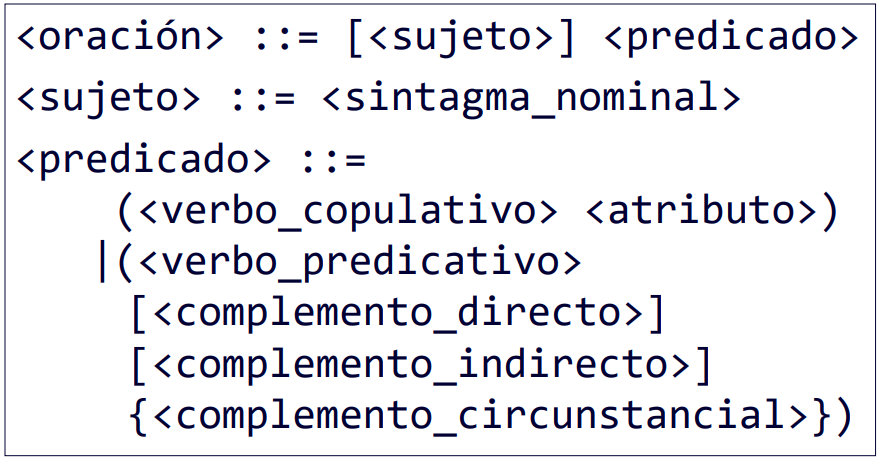 <oración> ::= [<sujeto>] <predicado>
<sujeto> ::= <sintagma_nominal>
<predicado> ::=
(<verbo_copulativo> <atributo>)
|(<verbo_predicativo>
[<complemento_directo>]
[<complemento_indirecto>]
{<complemento_circunstancial>})